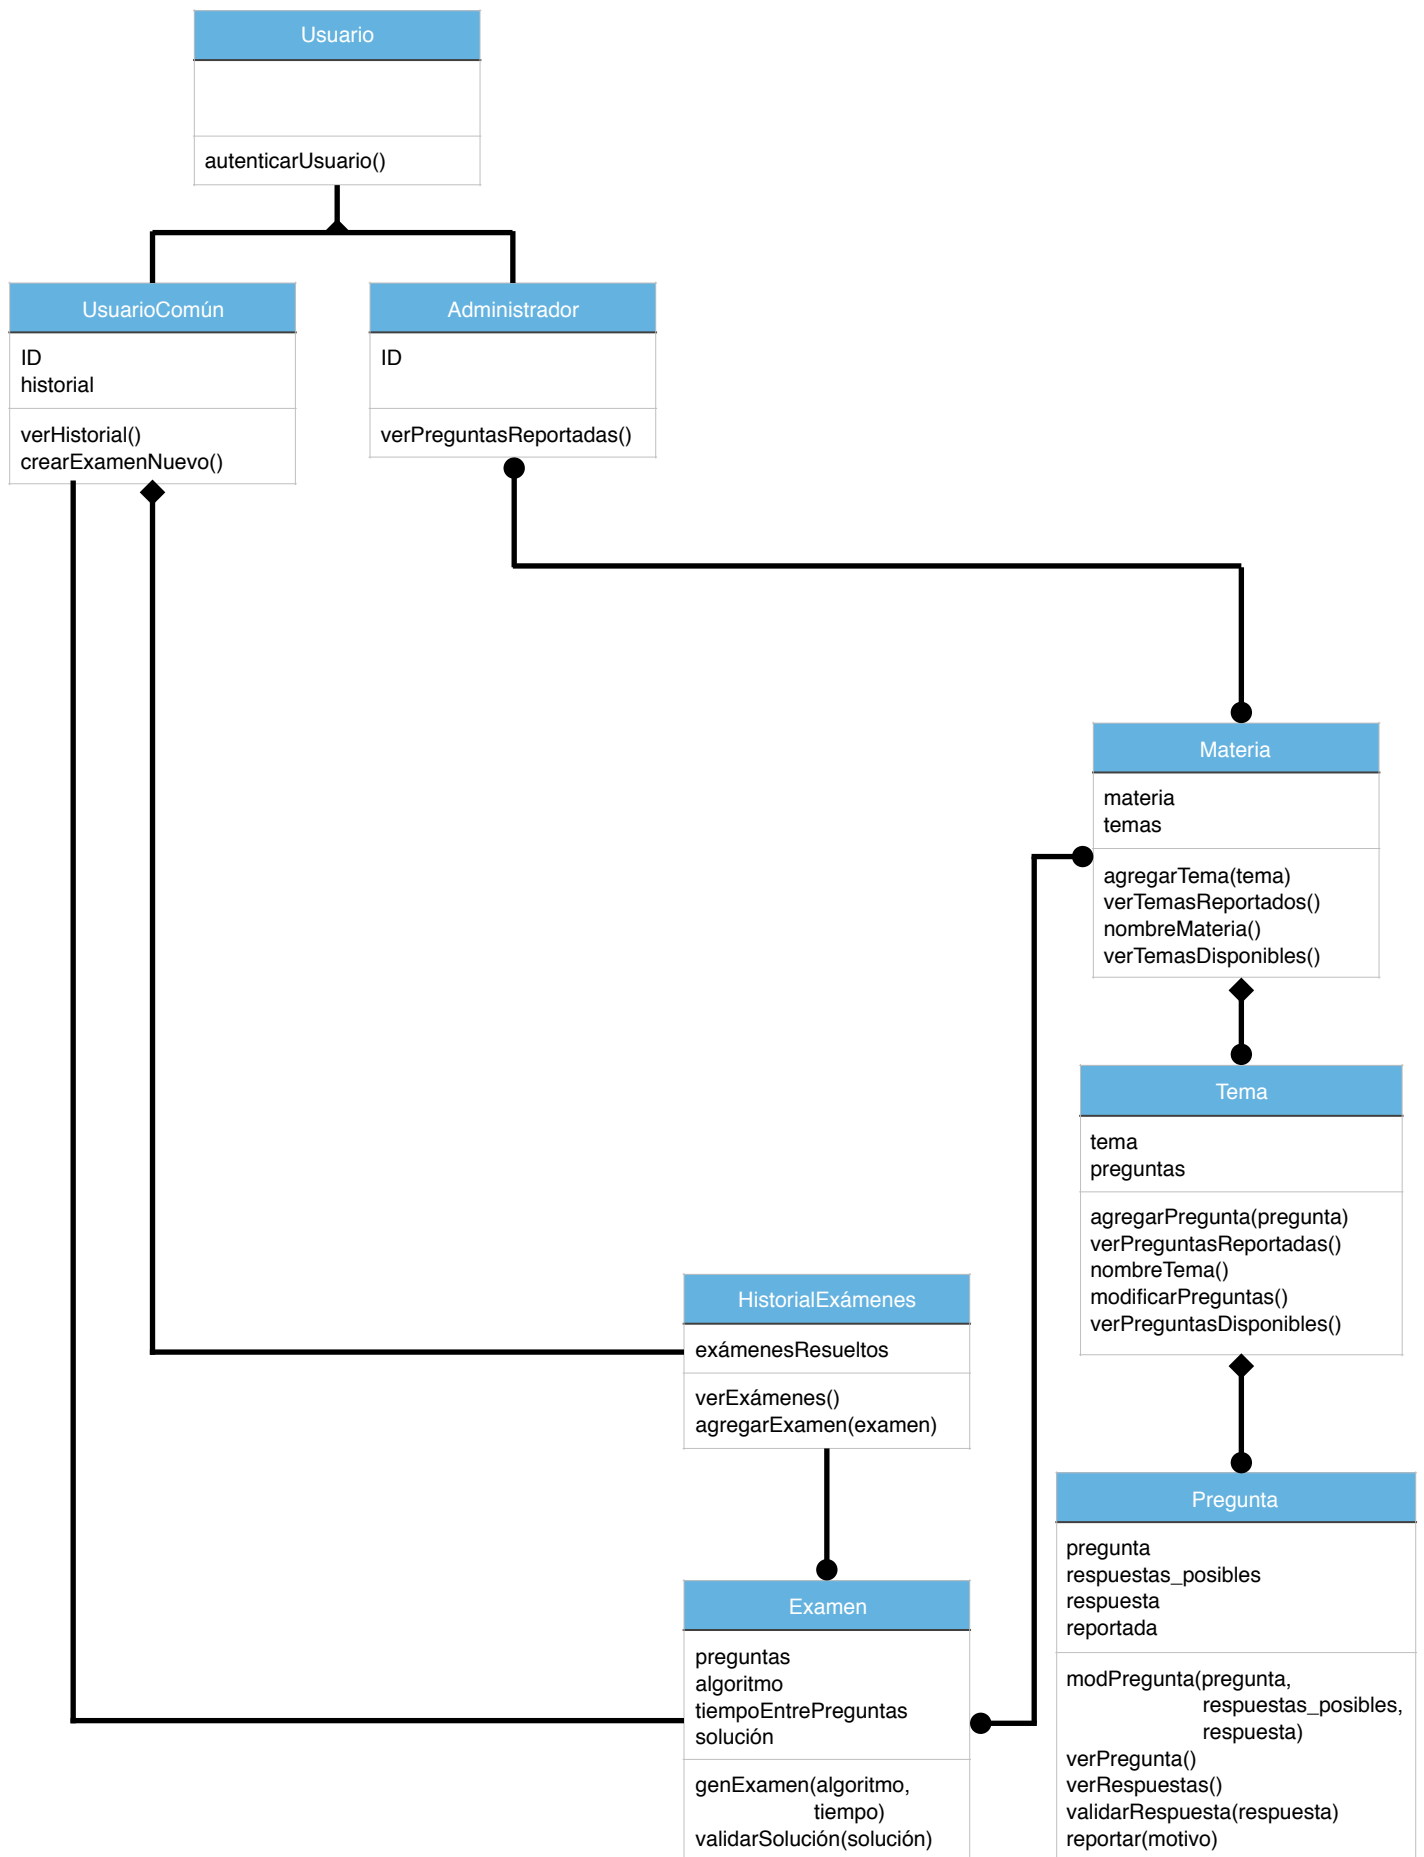 Usuario
autenticarUsuario()
UsuarioComún
ID
historial
verHistorial()
crearExamenNuevo()
Administrador
ID
verPreguntasReportadas()
Materia
materia
temas
agregarTema(tema)
verTemasReportados()
nombreMateria()
verTemasDisponibles()
Tema
tema
preguntas
agregarPregunta(pregunta)
verPreguntasReportadas()
nombreTema()
modificarPreguntas()
verPreguntasDisponibles()
HistorialExámenes
exámenesResueltos
verExámenes()
agregarExamen(examen)
Pregunta
pregunta
respuestas_posibles
respuesta
reportada
modPregunta(pregunta,
respuestas_posibles,
respuesta)
verPregunta()
verRespuestas()
validarRespuesta(respuesta)
reportar(motivo)
Examen
preguntas
algoritmo
tiempoEntrePreguntas
solución
genExamen(algoritmo,
tiempo)
validarSolución(solución)